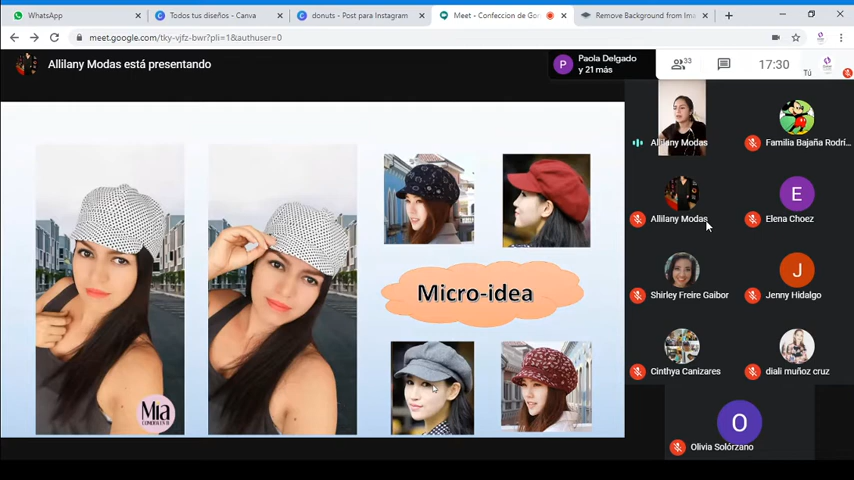 WhatsApp
Todos tus diseños - Canva
donuts - Post para Instagram
Meet - Confeccion de Gor
Remove Background from Ima
meet.google.com/tky-vjfz-bwr?pli=1&authuser=0
Allilany Modas está presentando
P
Paola Delgado
y 21 más
33
17:30
Tú
Allilany Modas
Familia Bajaña Rodrí...
Allilany Modas
E
Elena Choez
Micro-idea
Shirley Freire Gaibor
J
Jenny Hidalgo
Cinthya Canizares
diali muñoz cruz
Mia
O
Olivia Solórzano